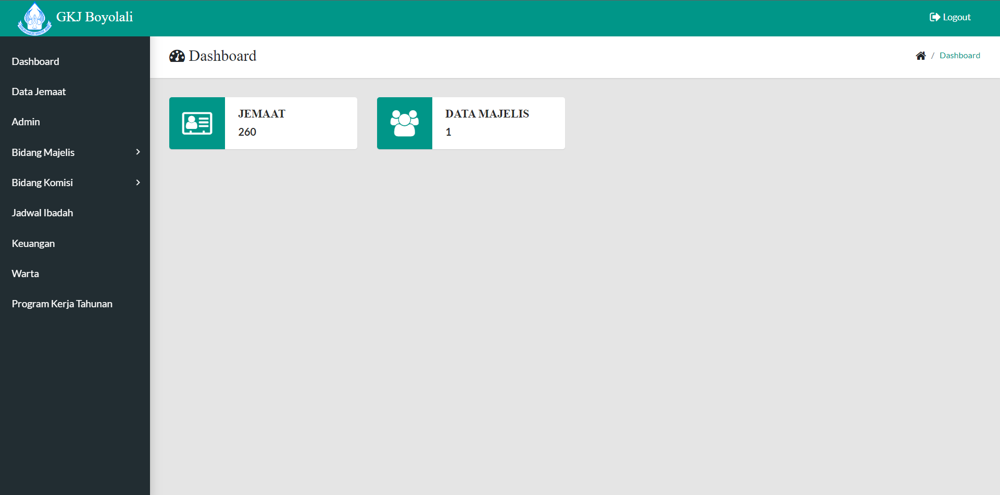 GKJ Boyolali
Logout
Dashboard
Data Jemaat
Admin
Bidang Majelis
Bidang Komisi
Jadwal Ibadah
Keuangan
Warta
Program Kerja Tahunan
Dashboard
/ Dashboard
JEMAAT
260
DATA MAJELIS
1